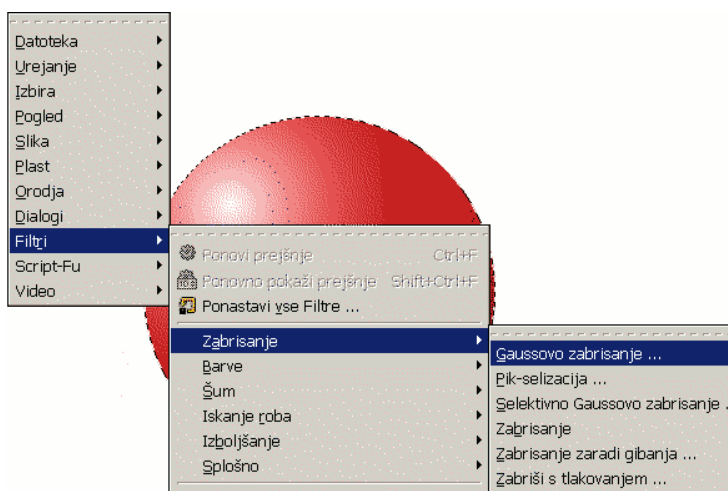 Datoteka
Urejanje
Izbira
Pogled
Slika
Plast
Orodja
Dialogi
Filtri
Script-Fu
Video
Ponovi prejšnje Ctrl+F
Ponovno pokaži prejšnje Shift+Ctrl+F
Ponastavi vse Filtre ...
Zabrisanje
Barve
Šum
Iskanje roba
Izboljšanje
Splošno
Gaussovo zabrisanje ...
Pik-selizacija ...
Selektivno Gaussovo zabrisanje .
Zabrisanje
Zabrisanje zaradi gibanja ...
Zabriši s tlakovanjem ...